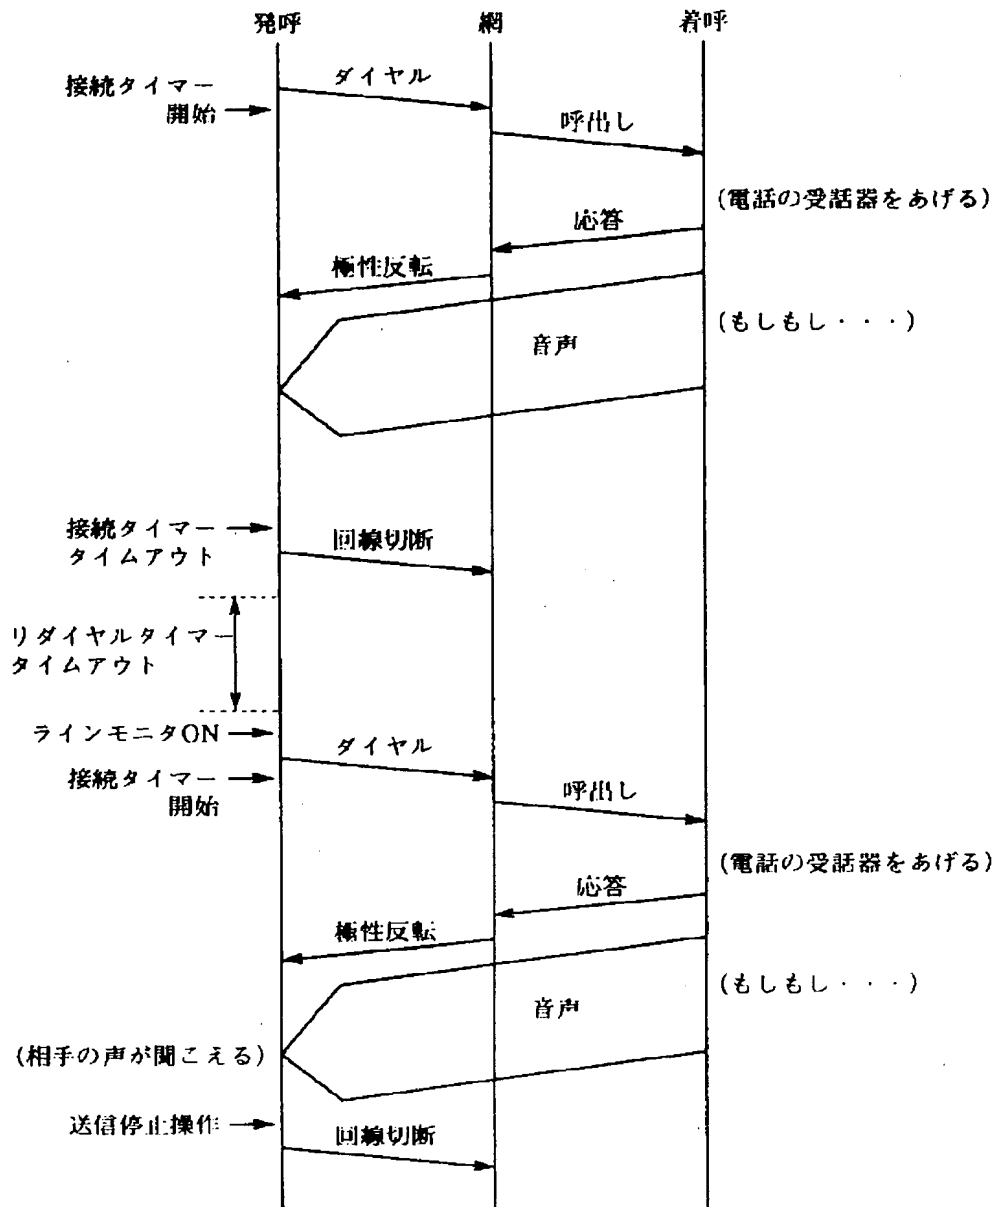 発呼
網
着呼
ダイヤル
接続タイマー
開始
呼出し
(電話の受話器をあげる)
応答
極性反転
(もしもし・・・)
音声
接続タイマー
タイムアウト
回線切断
リダイヤルタイマー
タイムアウト
ラインモニタON
ダイヤル
接続タイマー
開始
呼出し
(電話の受話器をあげる)
応答
極性反転
(もしもし・・・)
音声
(相手の声が聞こえる)
送信停止操作
回線切断